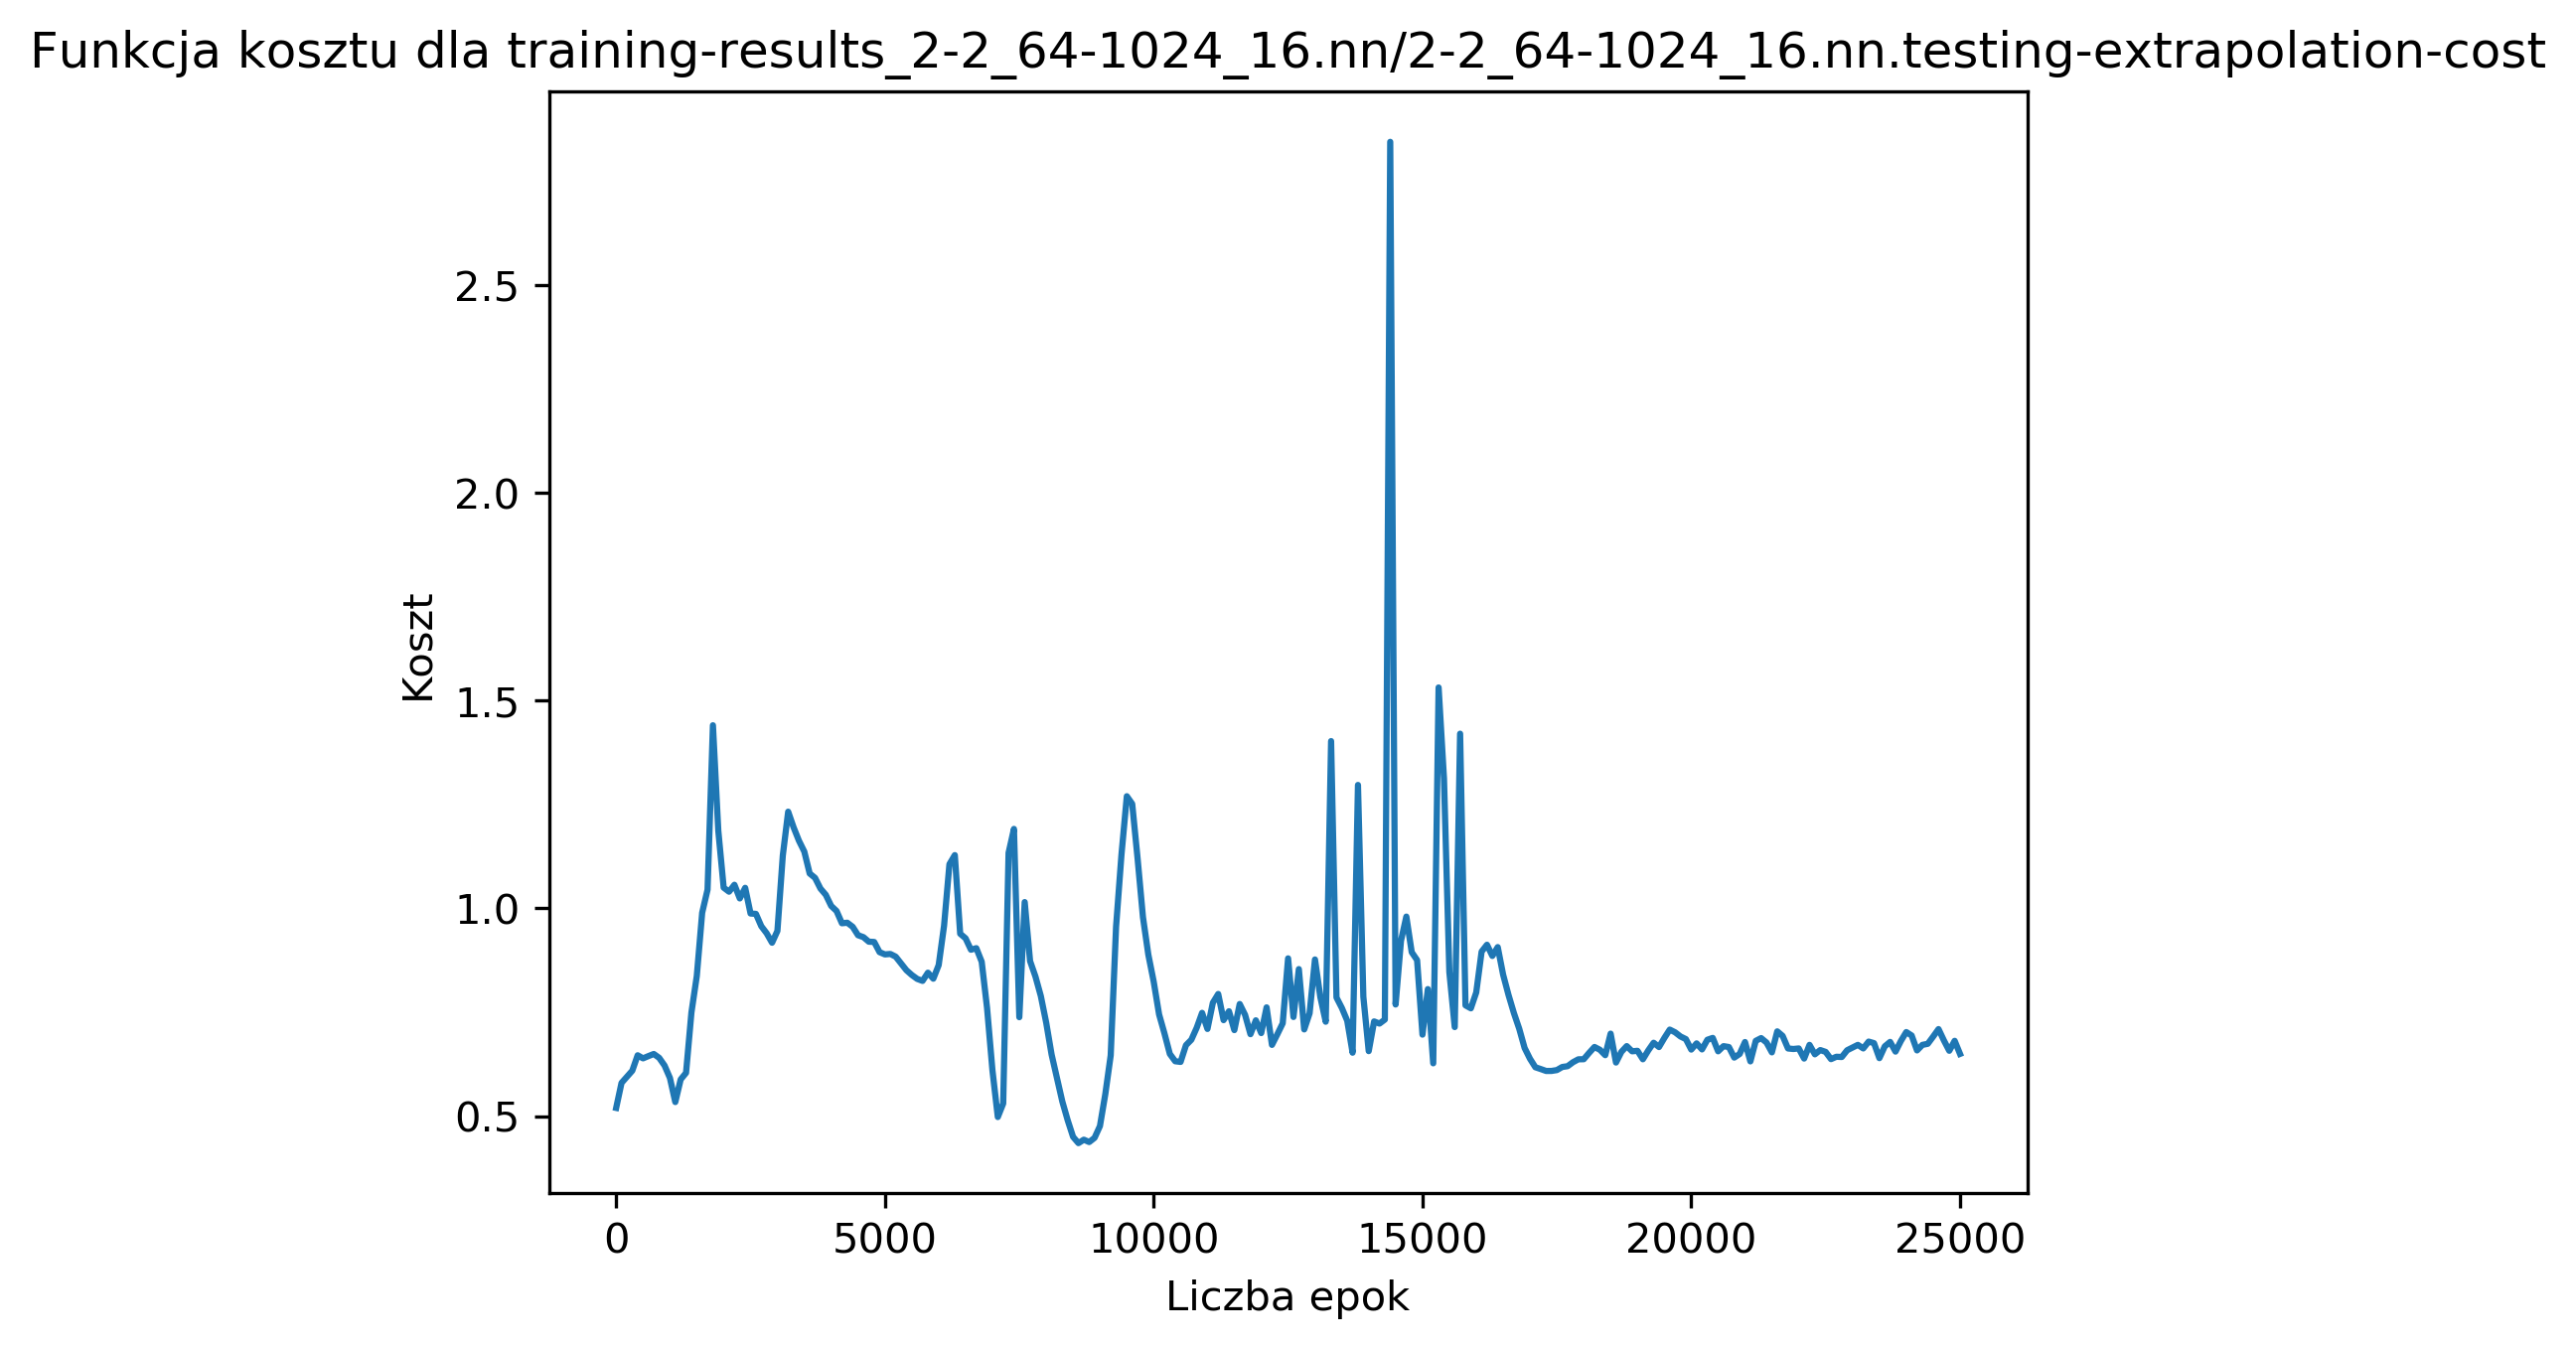 Funkcja kosztu dla training-results_2-2_64-1024_16.nn/2-2_64-1024_16.nn.testing-extrapolation-cost
2.5
2.0
1.5
1.0
0.5
Koszt
0 5000 10000 15000 20000 25000
Liczba epok